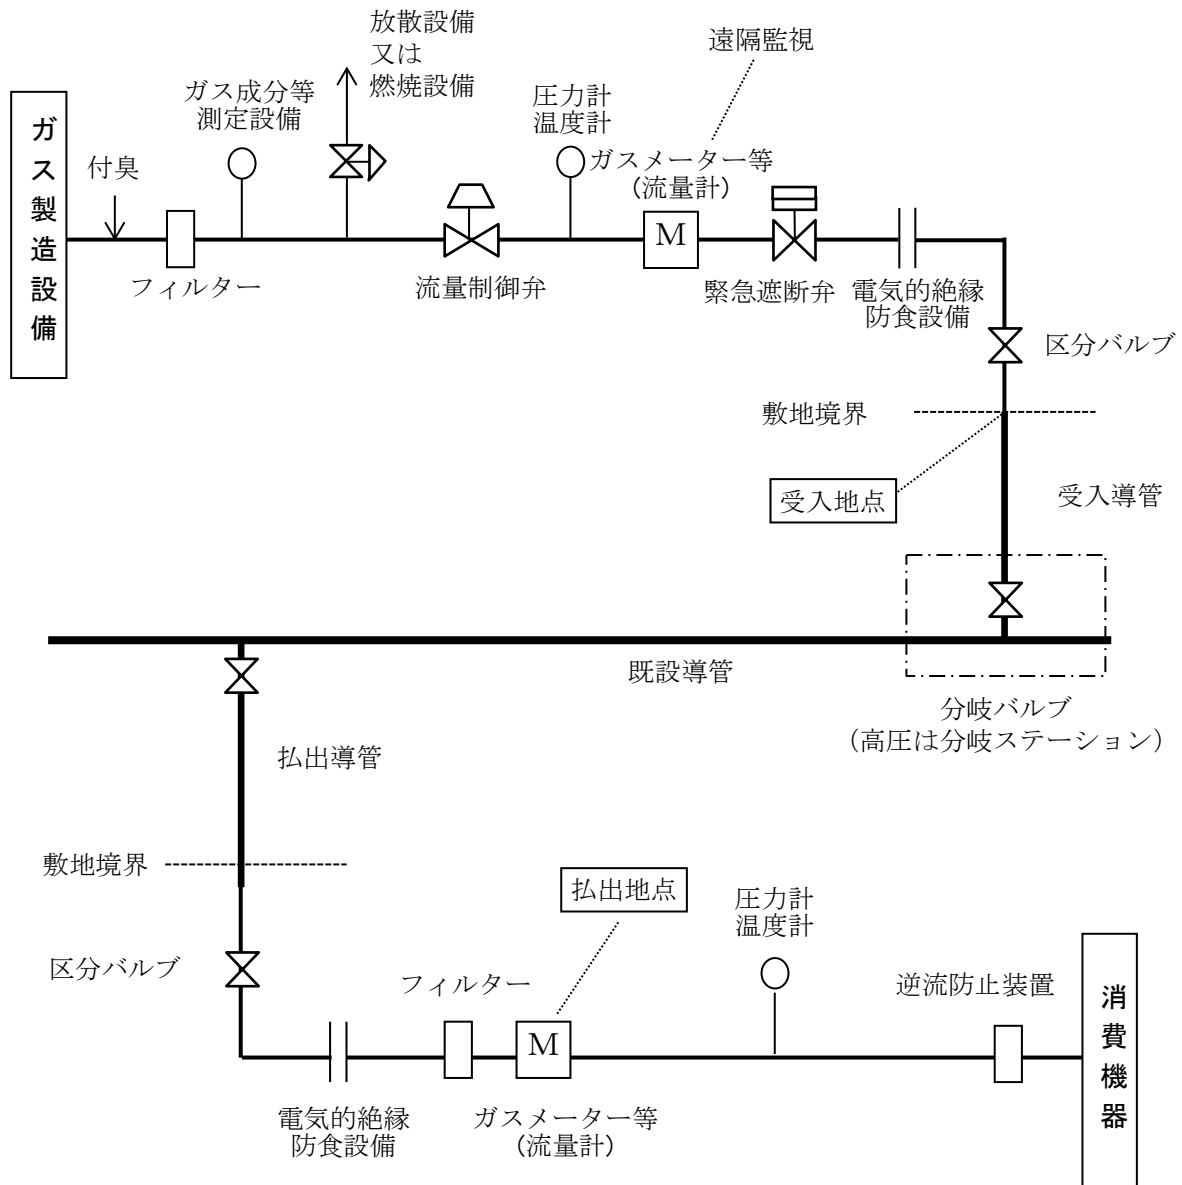 放散設備
又は
燃焼設備
遠隔監視
ガス成分等
測定設備
圧力計
温度計
ガス製造設備
付臭
ガスメーター等
(流量計)
M
フィルター
流量制御弁
緊急遮断弁
電気的絶縁
防食設備
区分バルブ
敷地境界
受入地点
受入導管
既設導管
分岐バルブ
(高圧は分岐ステーション)
払出導管
敷地境界
払出地点
圧力計
温度計
区分バルブ
フィルター
逆流防止装置
消費機器
M
電気的絶縁
防食設備
ガスメーター等
(流量計)